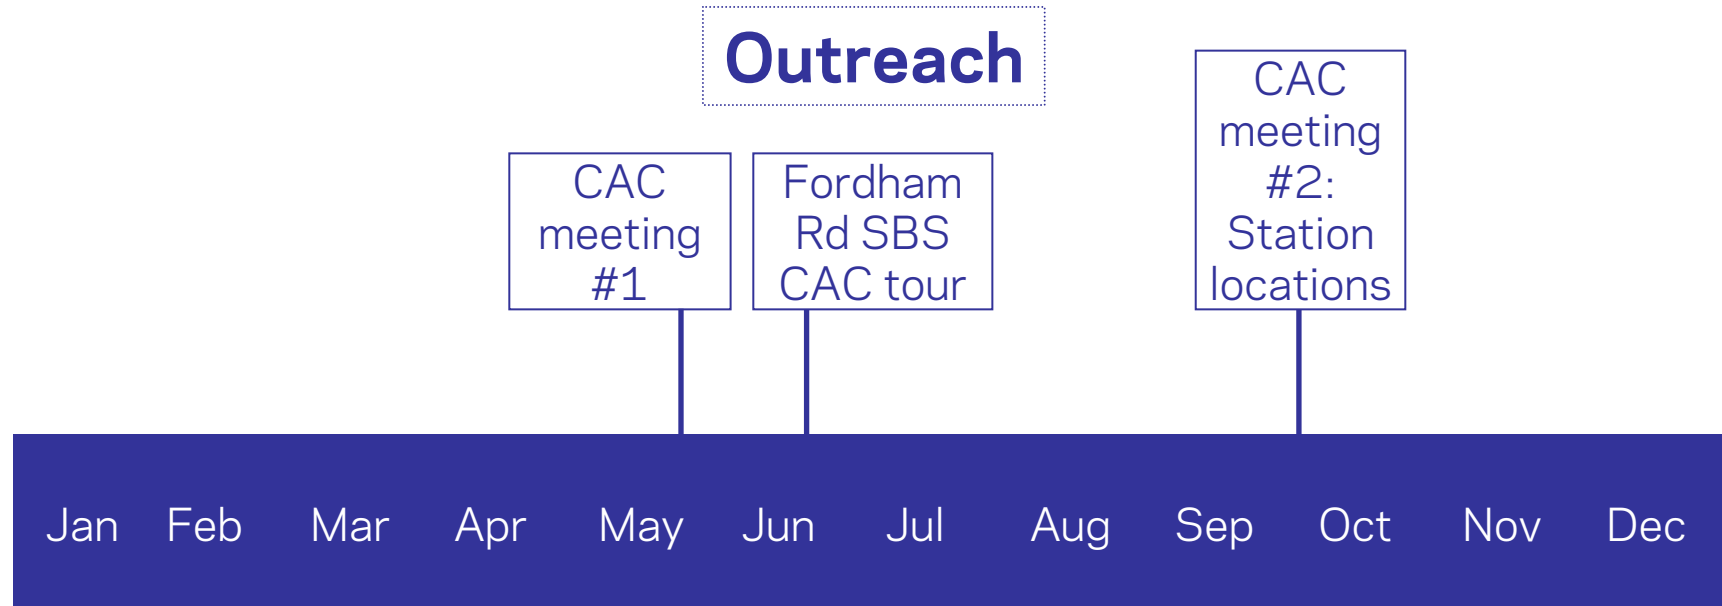 Outreach
CAC
meeting
#1
Fordham
Rd SBS
CAC tour
CAC
meeting
#2:
Station
locations
Jan Feb Mar Apr May Jun Jul Aug Sep Oct Nov Dec